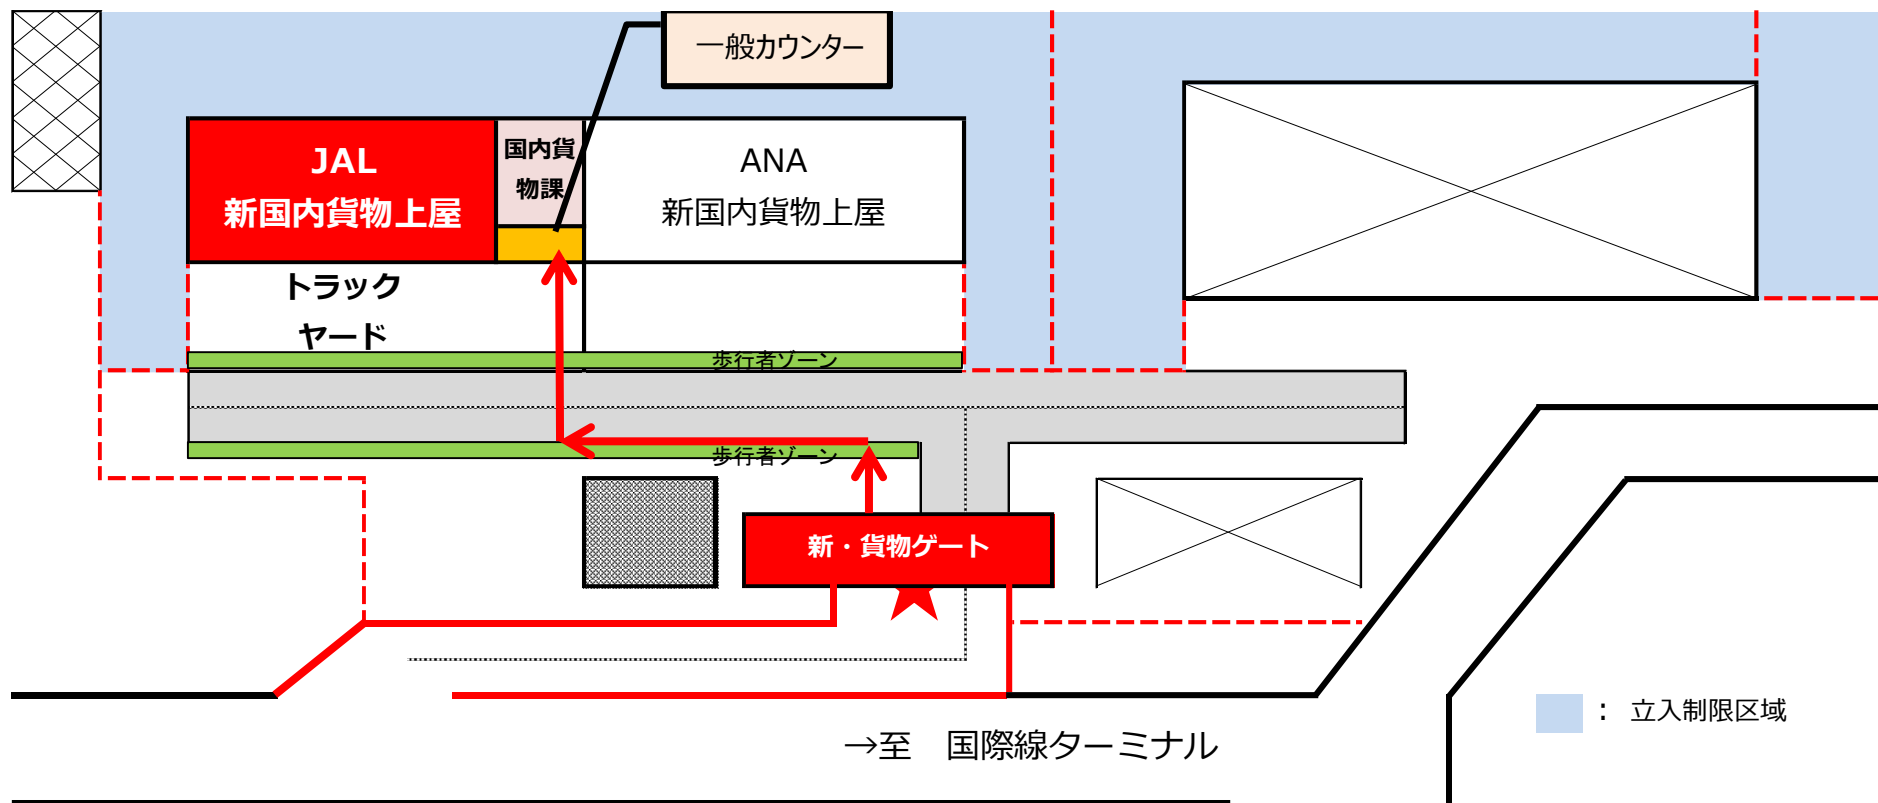 一般カウンター
JAL
新国内貨物上屋
国内貨
物課
ANA
新国内貨物上屋
トラック
ヤード
歩行者ゾーン
歩行者ゾーン
新・貨物ゲート
： 立入制限区域
→至　国際線ターミナル